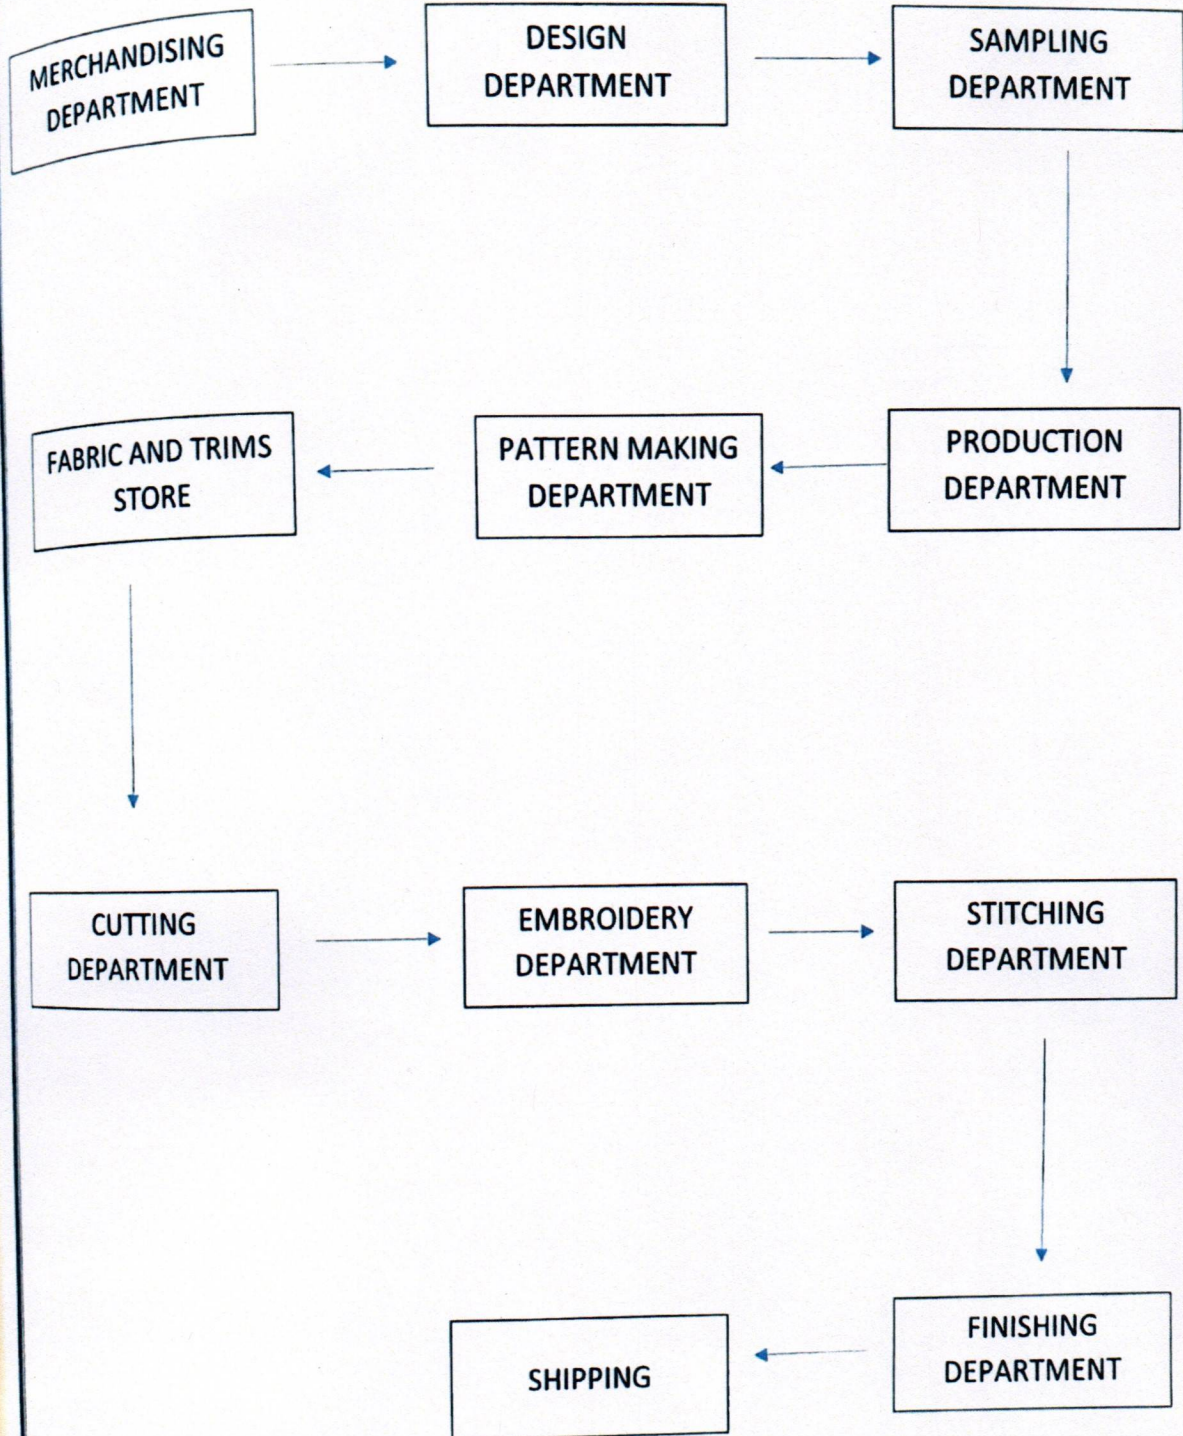 MERCHANDISING
DEPARTMENT
DESIGN
DEPARTMENT
SAMPLING
DEPARTMENT
PRODUCTION
DEPARTMENT
PATTERN MAKING
DEPARTMENT
FABRIC AND TRIMS
STORE
CUTTING
DEPARTMENT
EMBROIDERY
DEPARTMENT
STITCHING
DEPARTMENT
FINISHING
DEPARTMENT
SHIPPING